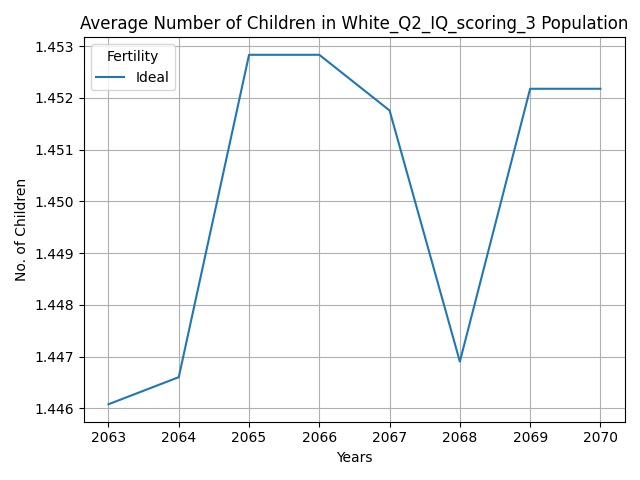 Average Number of Children in White_Q2_IQ_scoring_3 Population
Fertility
Ideal
No. of Children
1.453
1.452
1.451
1.450
1.449
1.448
1.447
1.446
2063 2064 2065 2066 2067 2068 2069 2070
Years